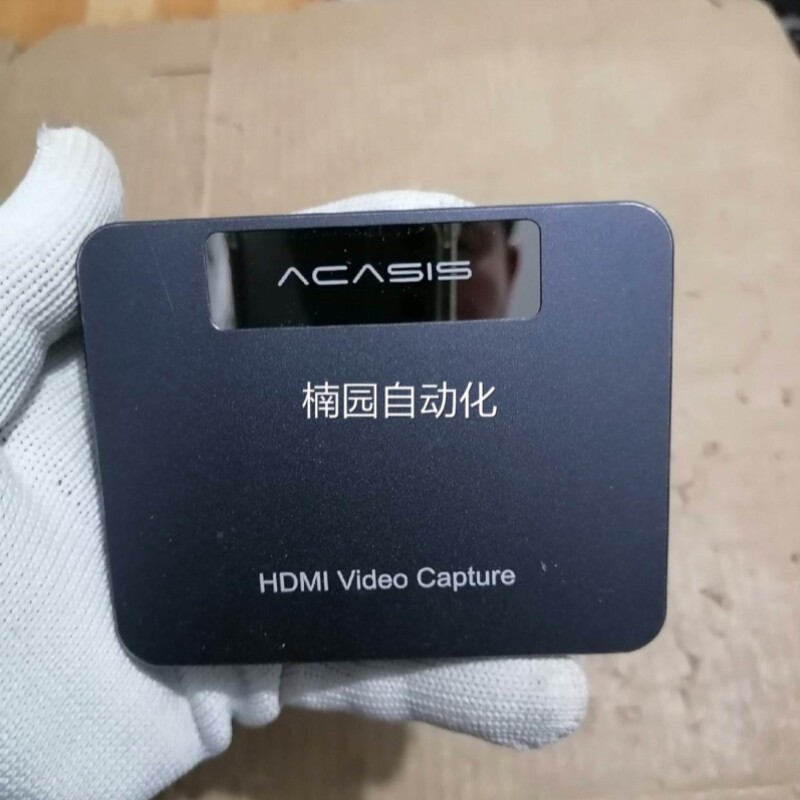 ACASIS
楠园自动化
HDMI Video Capture